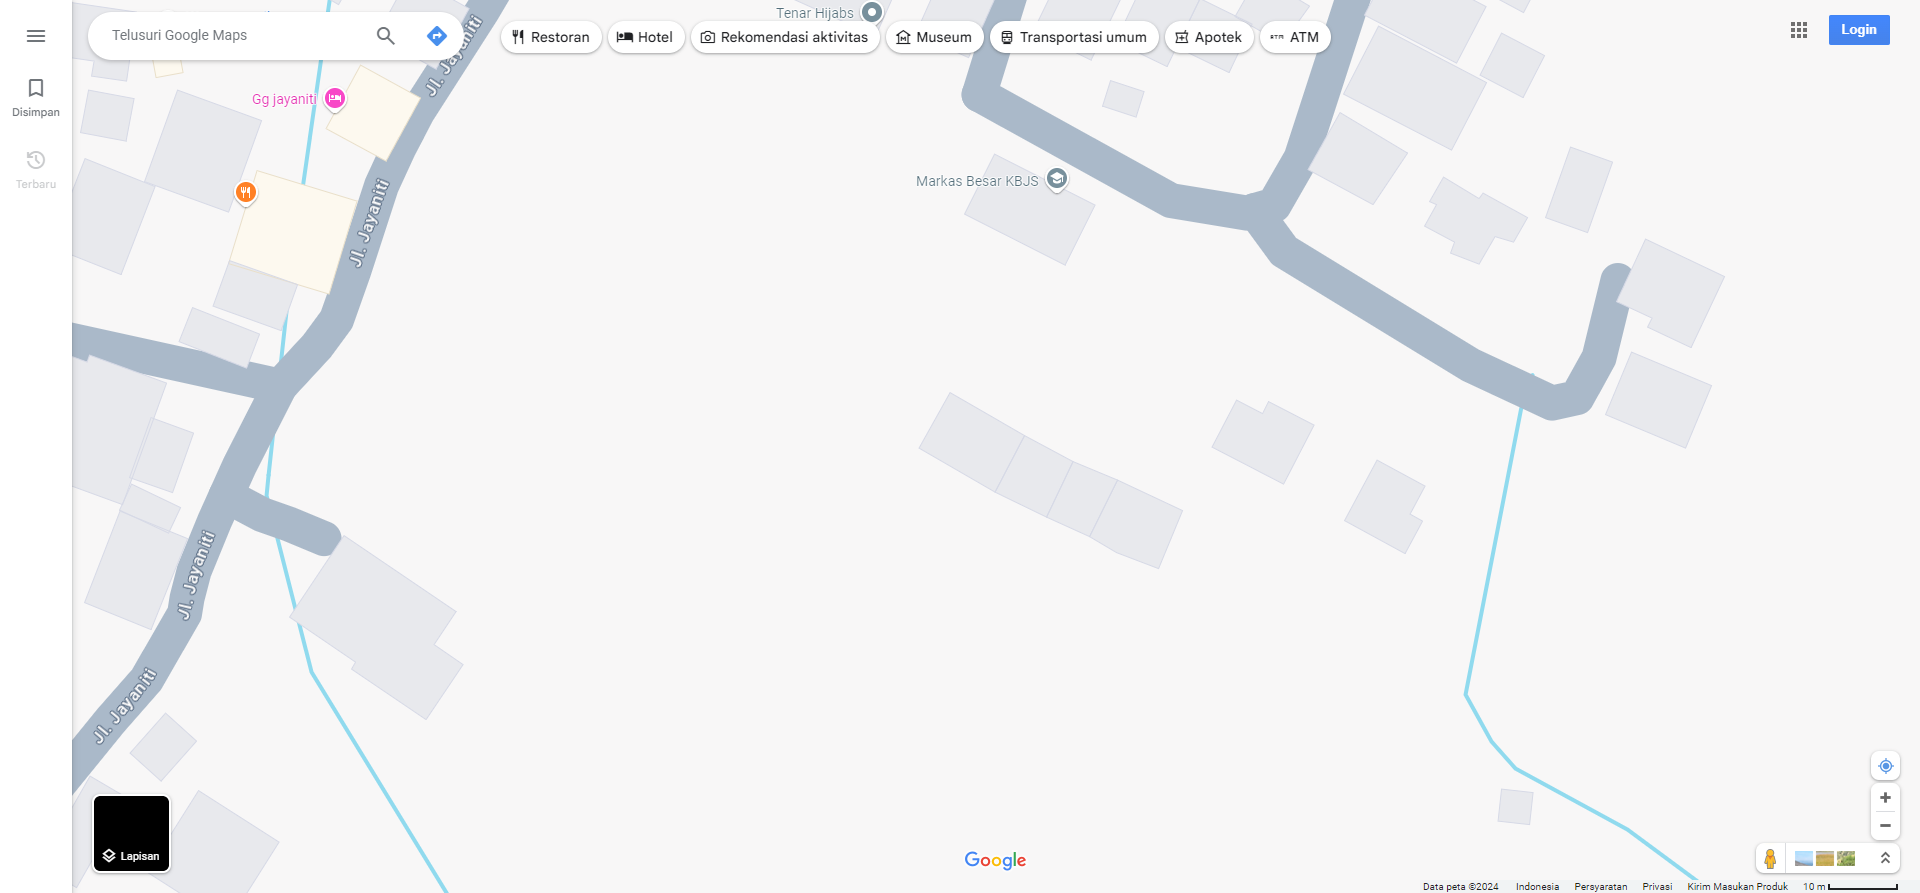 Telusuri Google Maps
Restoran
Hotel
Rekomendasi aktivitas
Museum
Transportasi umum
Apotek
ATM
Login
Disimpan
Terbaru
Tenar Hijabs
Jl. Jayaniti
Gg jayaniti
Markas Besar KBJS
Jl. Jayaniti
Jl. Jayaniti
Jl. Jayaniti
Lapisan
Google
Data peta ©2024 Indonesia Persyaratan Privasi Kirim Masukan Produk 10 m